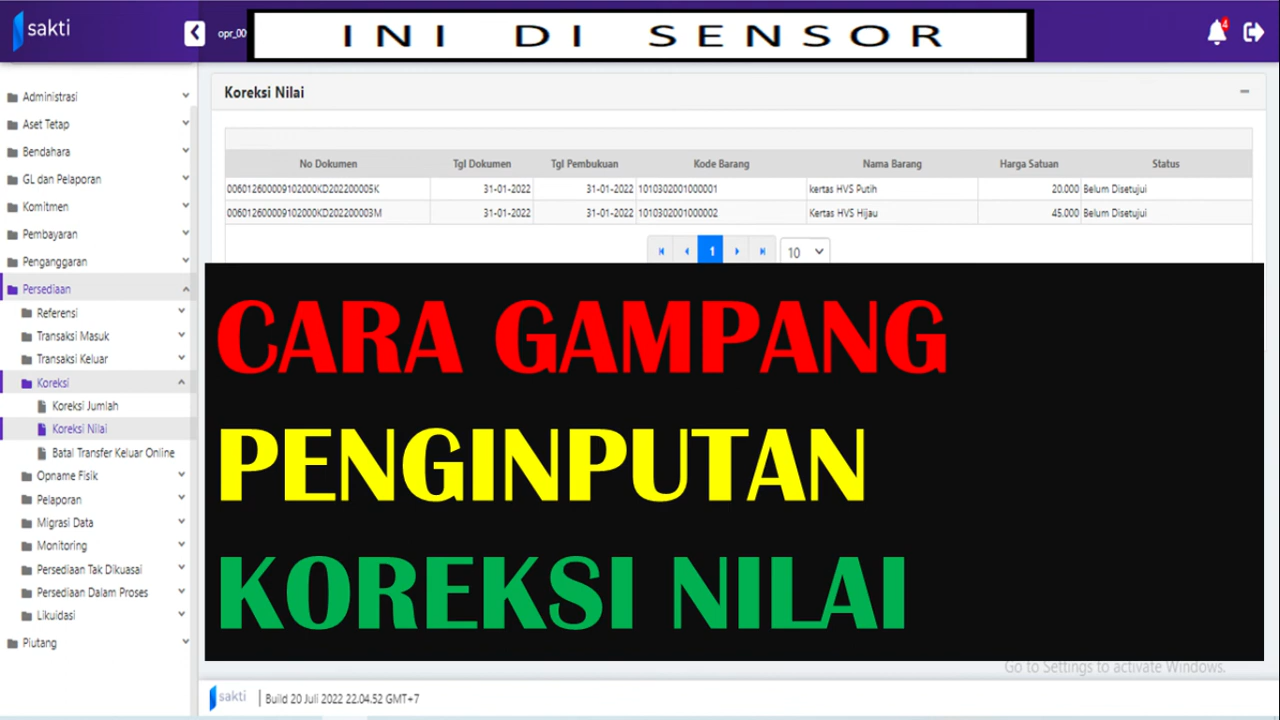 sakti
opr_00
INI DI SENSOR
4
Administrasi
Aset Tetap
Bendahara
GL dan Pelaporan
Komitmen
Pembayaran
Penganggaran
Persediaan
Referensi
Transaksi Masuk
Transaksi Keluar
Koreksi
Koreksi Jumlah
Koreksi Nilai
Batal Transfer Keluar Online
Opname Fisik
Pelaporan
Migrasi Data
Monitoring
Persediaan Tak Dikuasai
Persediaan Dalam Proses
Likuidasi
Piutang
Koreksi Nilai
No Dokumen Tgl Dokumen Tgl Pembukuan Kode Barang Nama Barang Harga Satuan Status
006012600009102000KD202200005K 31-01-2022 31-01-2022 1010302001000001 kertas HVS Putih 20.000 Belum Disetujui
006012600009102000KD202200003M 31-01-2022 31-01-2022 1010302001000002 Kertas HVS Hijau 45.000 Belum Disetujui
1 10
CARA GAMPANG
PENGINPUTAN
KOREKSI NILAI
Go to Settings to activate Windows.
sakti Build 20 Juli 2022 22.04.52 GMT+7